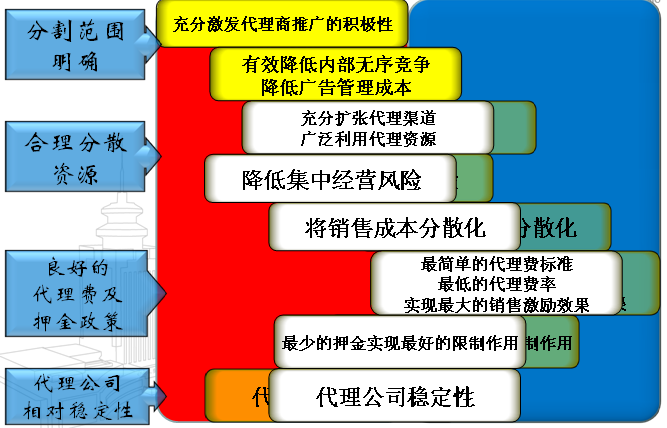 分割范围
明确
充分激发代理商推广的积极性
有效降低内部无序竞争
降低广告管理成本
合理分散
资源
充分扩张代理渠道
广泛利用代理资源
降低集中经营风险
将销售成本分散化
分散化
良好的
代理费及
押金政策
最简单的代理费标准
最低的代理费率
实现最大的销售激励效果
最少的押金实现最好的限制作用
制作用
代理公司
相对稳定性
代
代理公司稳定性